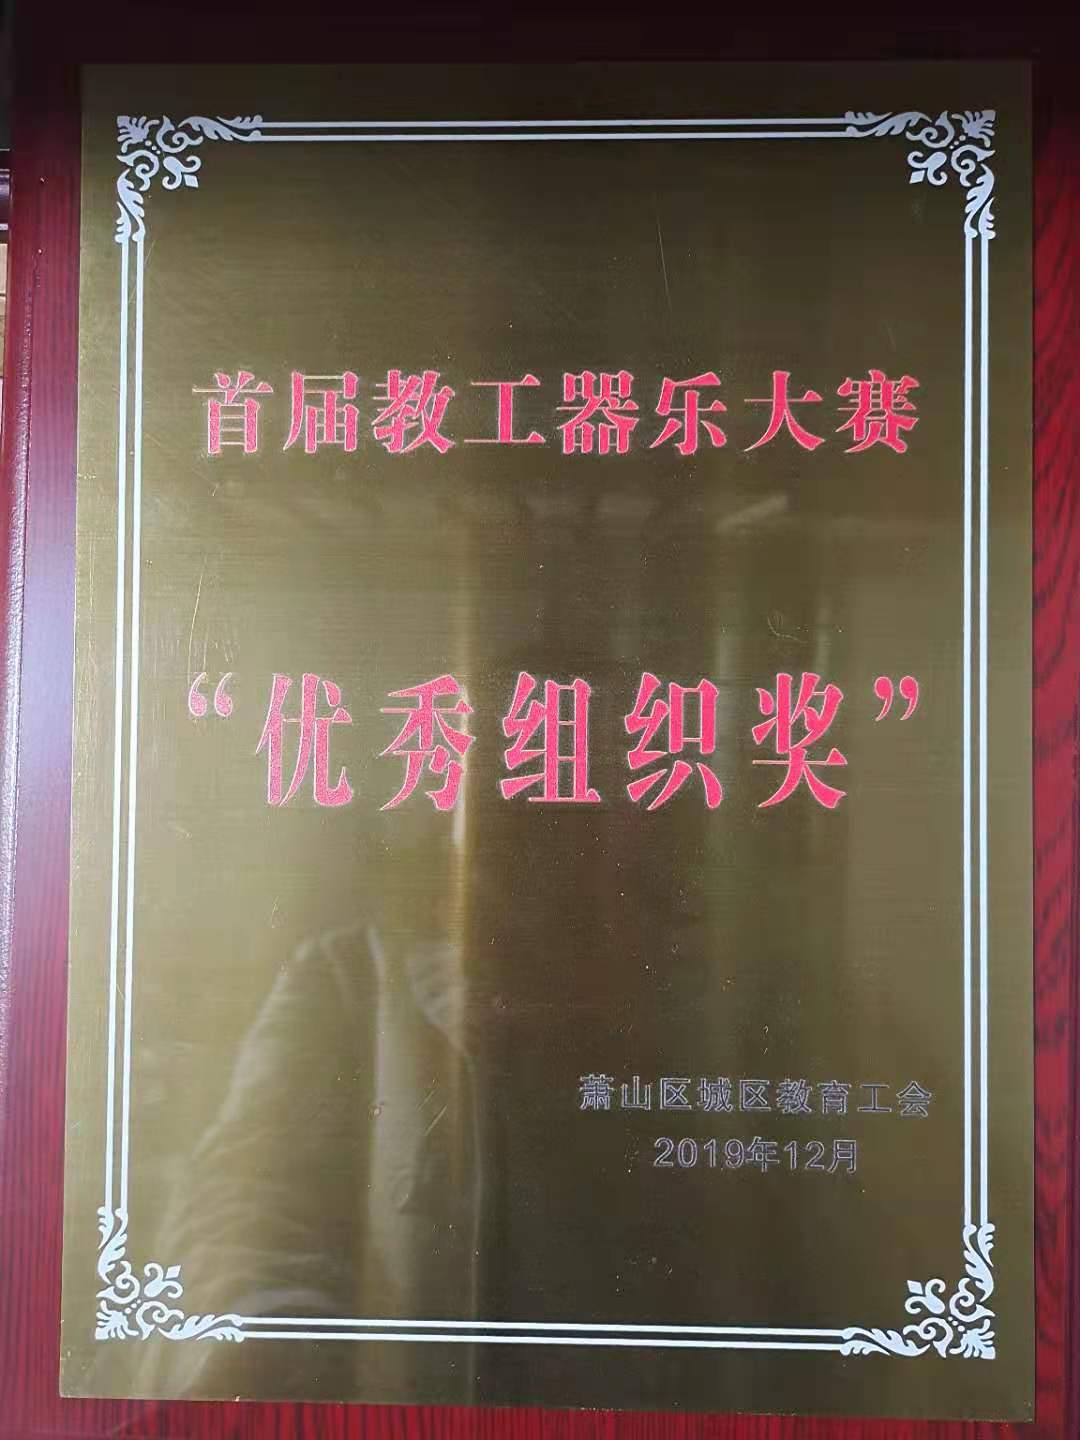 首届教工器乐大赛
“优秀组织奖”
萧山区城区教育工会
2019年12月